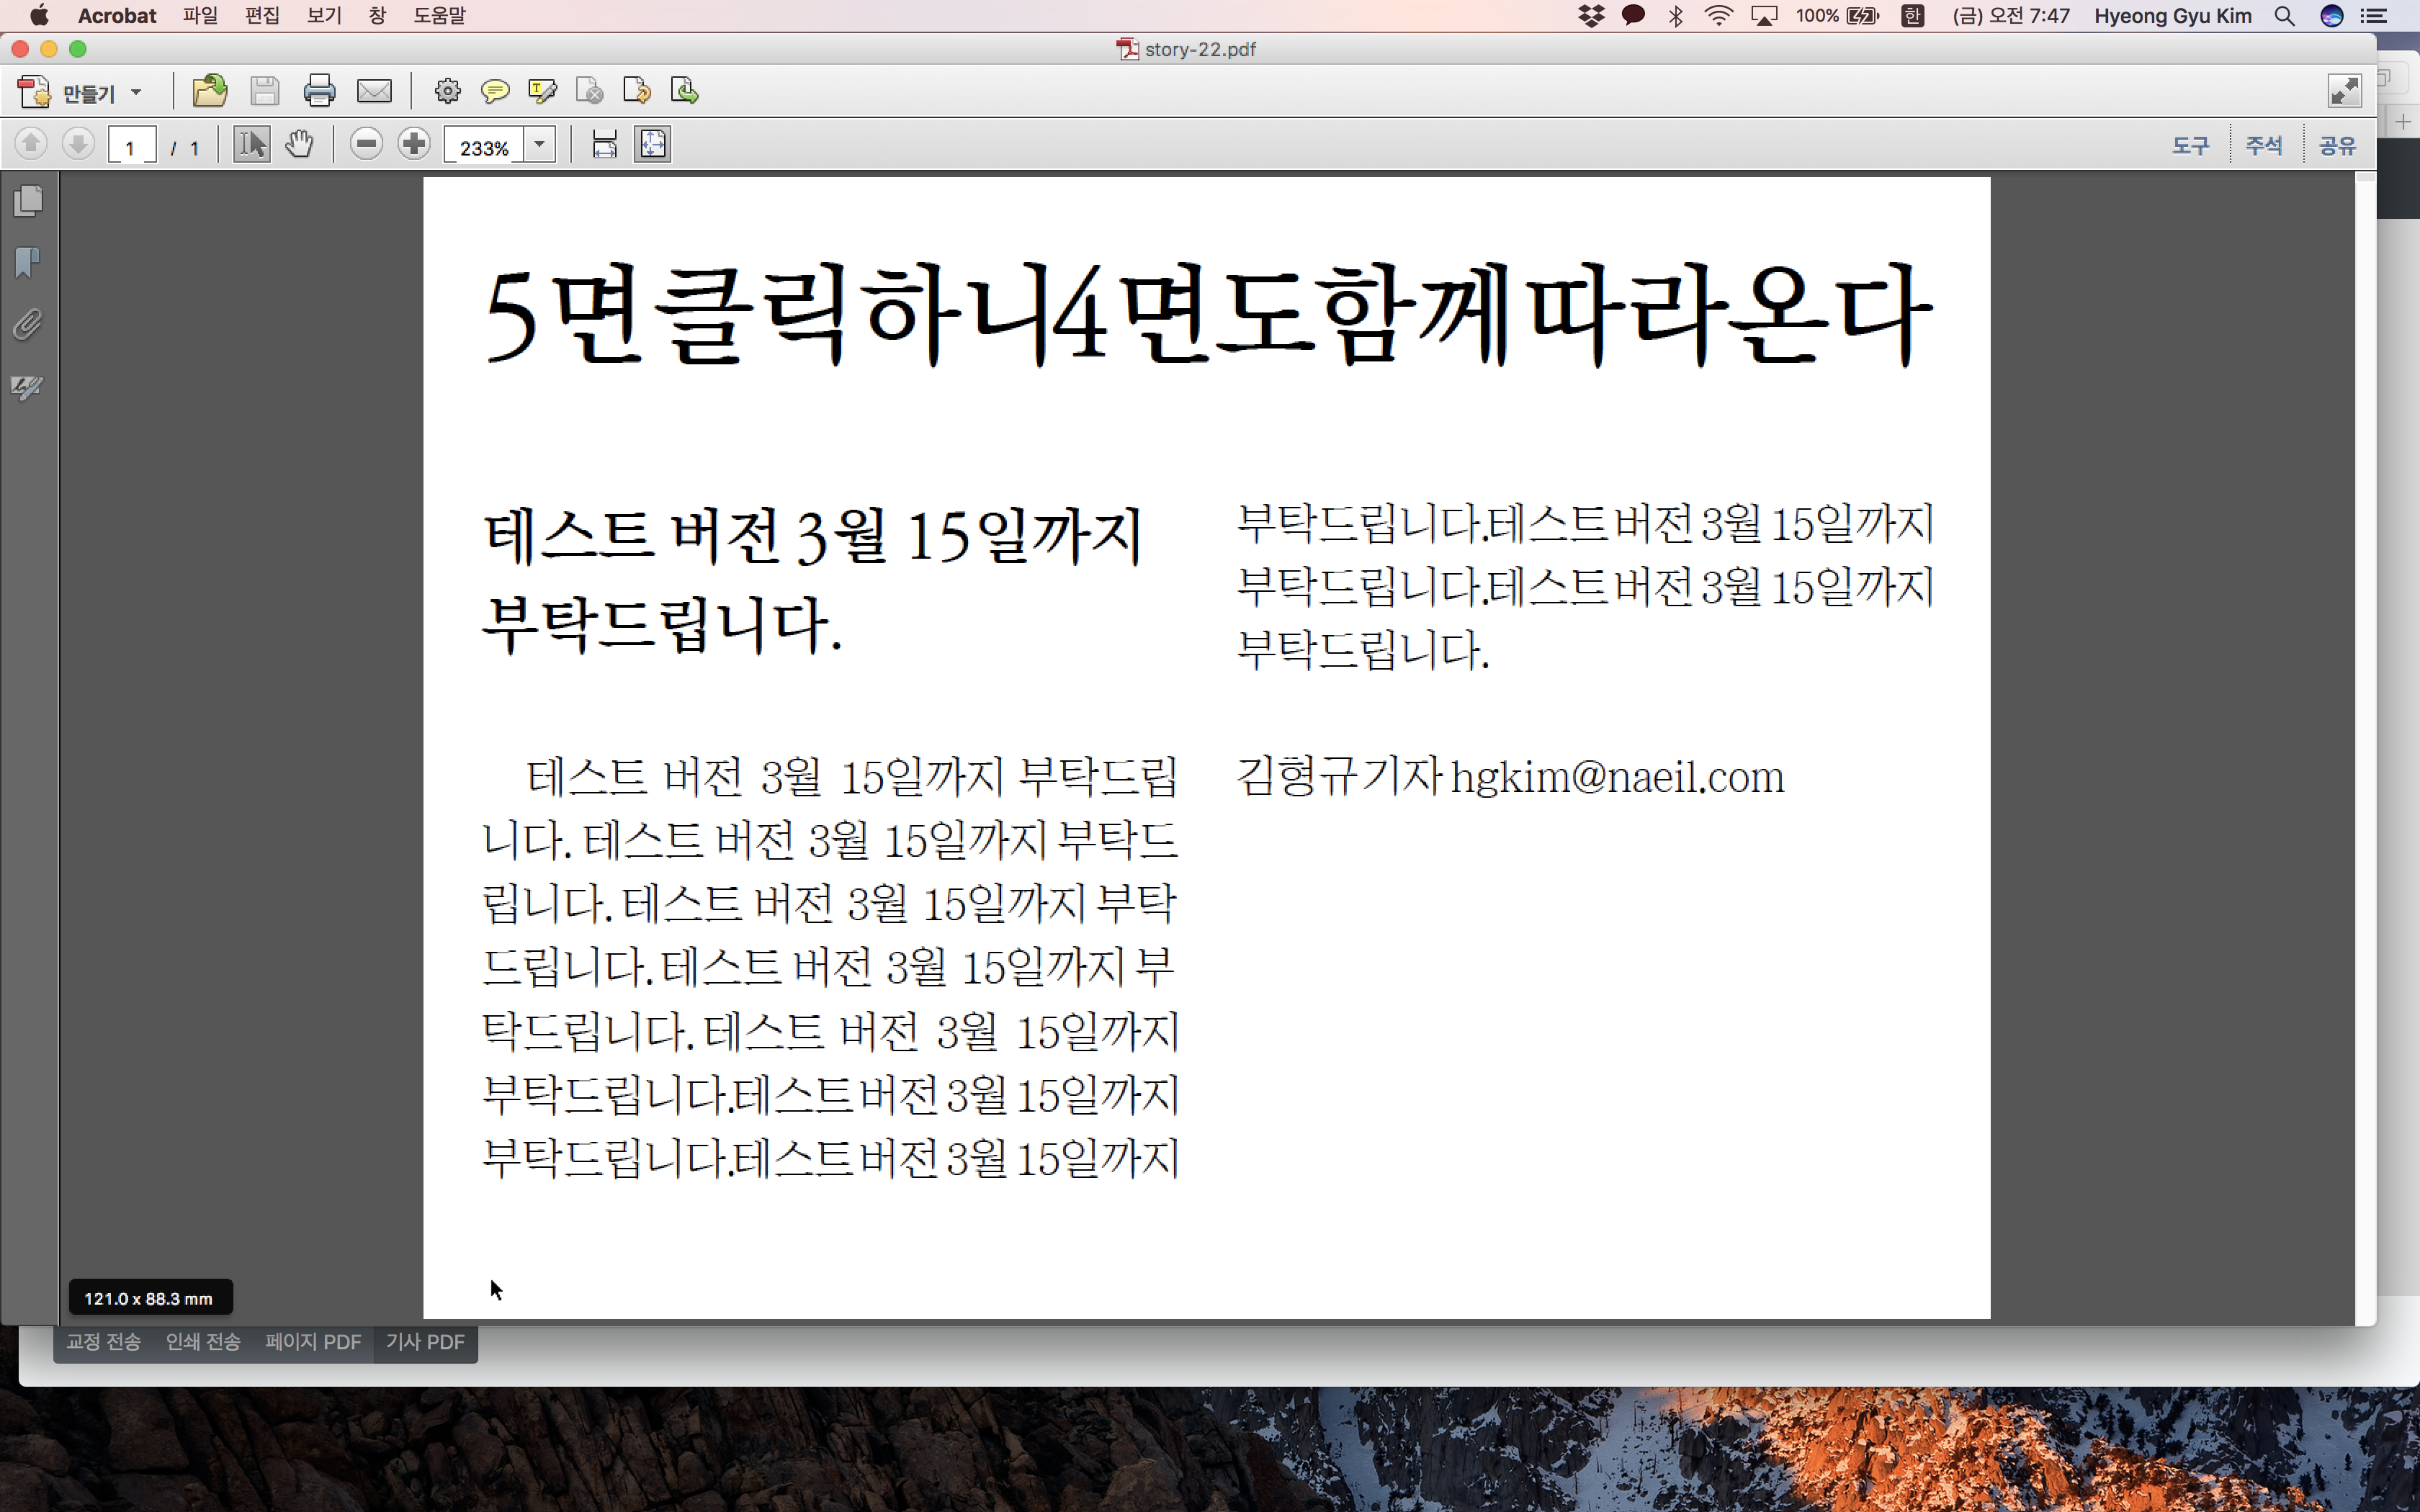 Acrobat 파일 편집 보기 창 도움말 100% 한 (금) 오전 7:47 Hyeong Gyu Kim
story-22.pdf
만들기
1 / 1 233% 도구 주석 공유
5면클릭하니4면도함께따라온다
테스트 버전 3월 15일까지
부탁드립니다.
테스트 버전 3월 15일까지 부탁드립
니다. 테스트 버전 3월 15일까지 부탁드
립니다. 테스트 버전 3월 15일까지 부탁
드립니다. 테스트 버전 3월 15일까지 부
탁드립니다. 테스트 버전 3월 15일까지
부탁드립니다.테스트버전3월 15일까지
부탁드립니다.테스트버전3월 15일까지
부탁드립니다.테스트버전3월 15일까지
부탁드립니다.테스트버전3월 15일까지
부탁드립니다.
김형규기자hgkim@naeil.com
121.0 x 88.3 mm
교정 전송 인쇄 전송 페이지 PDF 기사 PDF